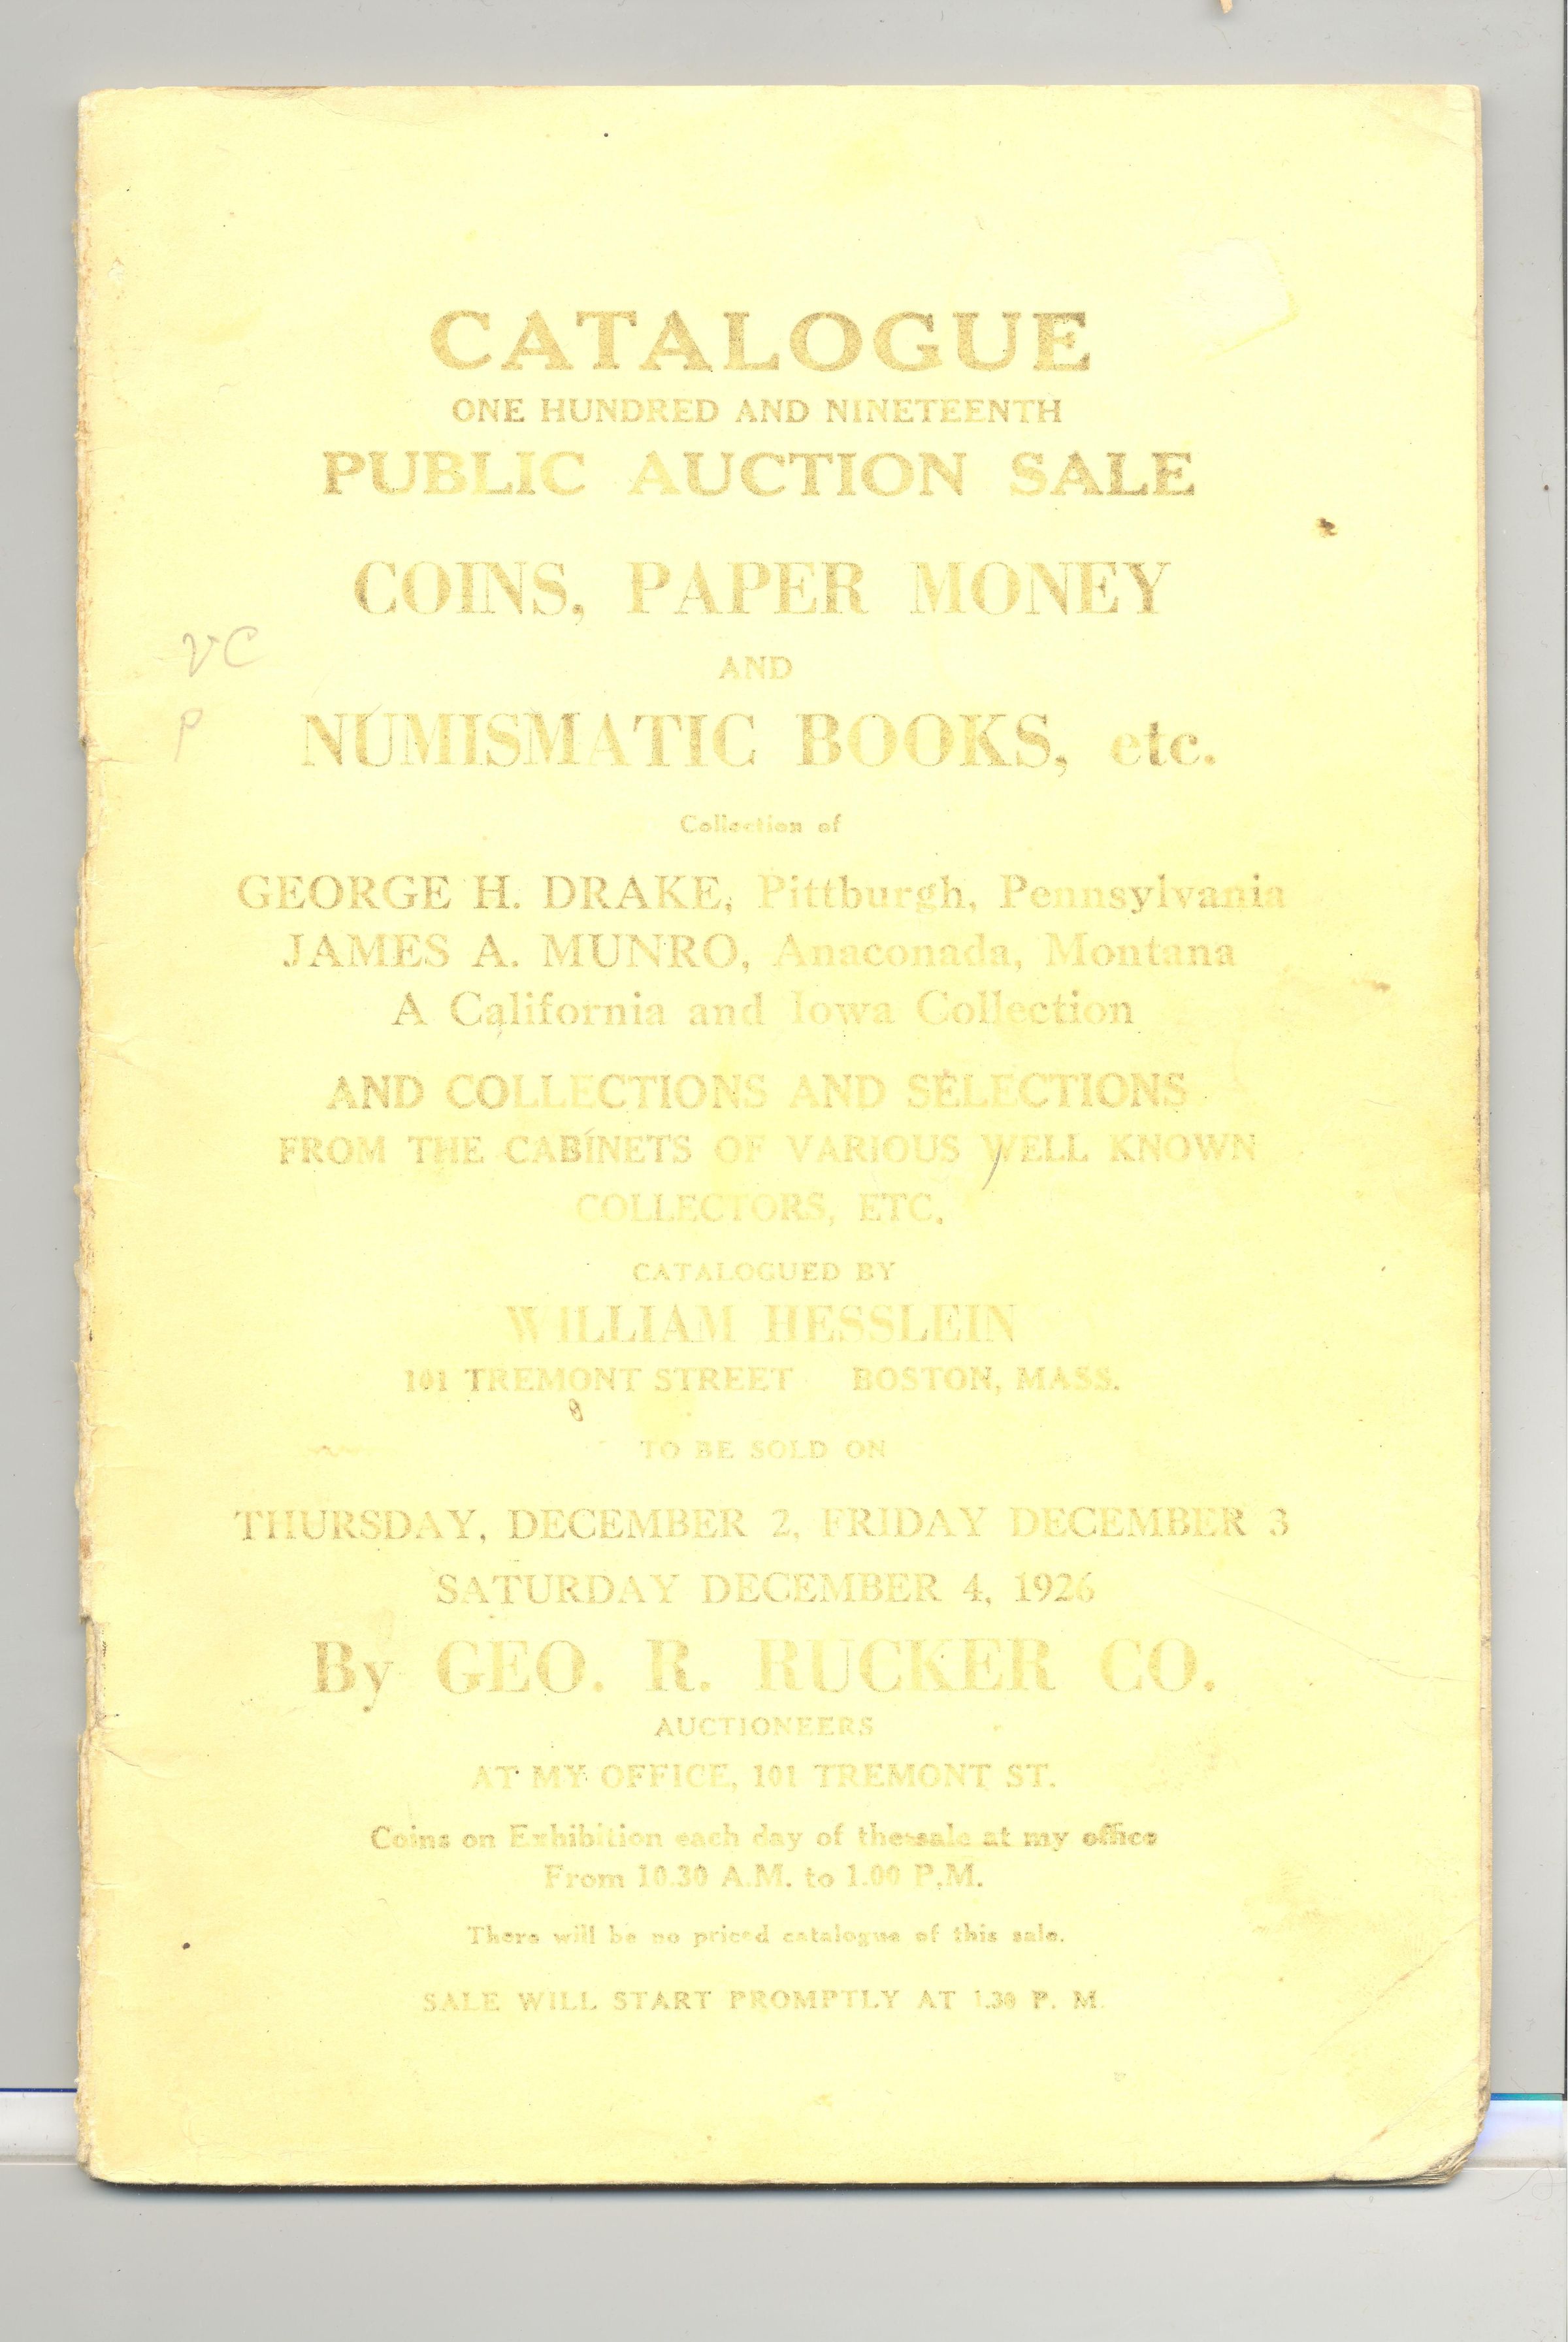 CATALOGUE
ONE HUNDRED AND NINETEENTH
PUBLIC AUCTION SALE
COINS, PAPER MONEY
AND
VC
NUMISMATIC BOOKS, etc.
P
Collection of
GEORGE H. DRAKE, Pittburgh, Pennsylvania
JAMES A. MUNRO, Anaconada, Montana
A California and Iowa Collection
AND COLLECTIONS AND SELECTIONS
FROM THE CABINETS OF VARIOUS WELL KNOWN
COLLECTORS, ETC.
CATALOGUED BY
WILLIAM HESSLEIN
101 TREMONT STREET BOSTON, MASS.
TO BE SOLD ON
THURSDAY, DECEMBER 2, FRIDAY DECEMBER 3
SATURDAY DECEMBER 4, 1926
By GEO. R. RUCKER CO.
AUCTIONEERS
AT MY OFFICE, 101 TREMONT ST.
Coins on Exhibition each day of the sale at my office
From 10.30 A.M. to 1.00 P.M.
There will be no priced catalogue of this sale.
SALE WILL START PROMPTLY AT 1.30 P. M.